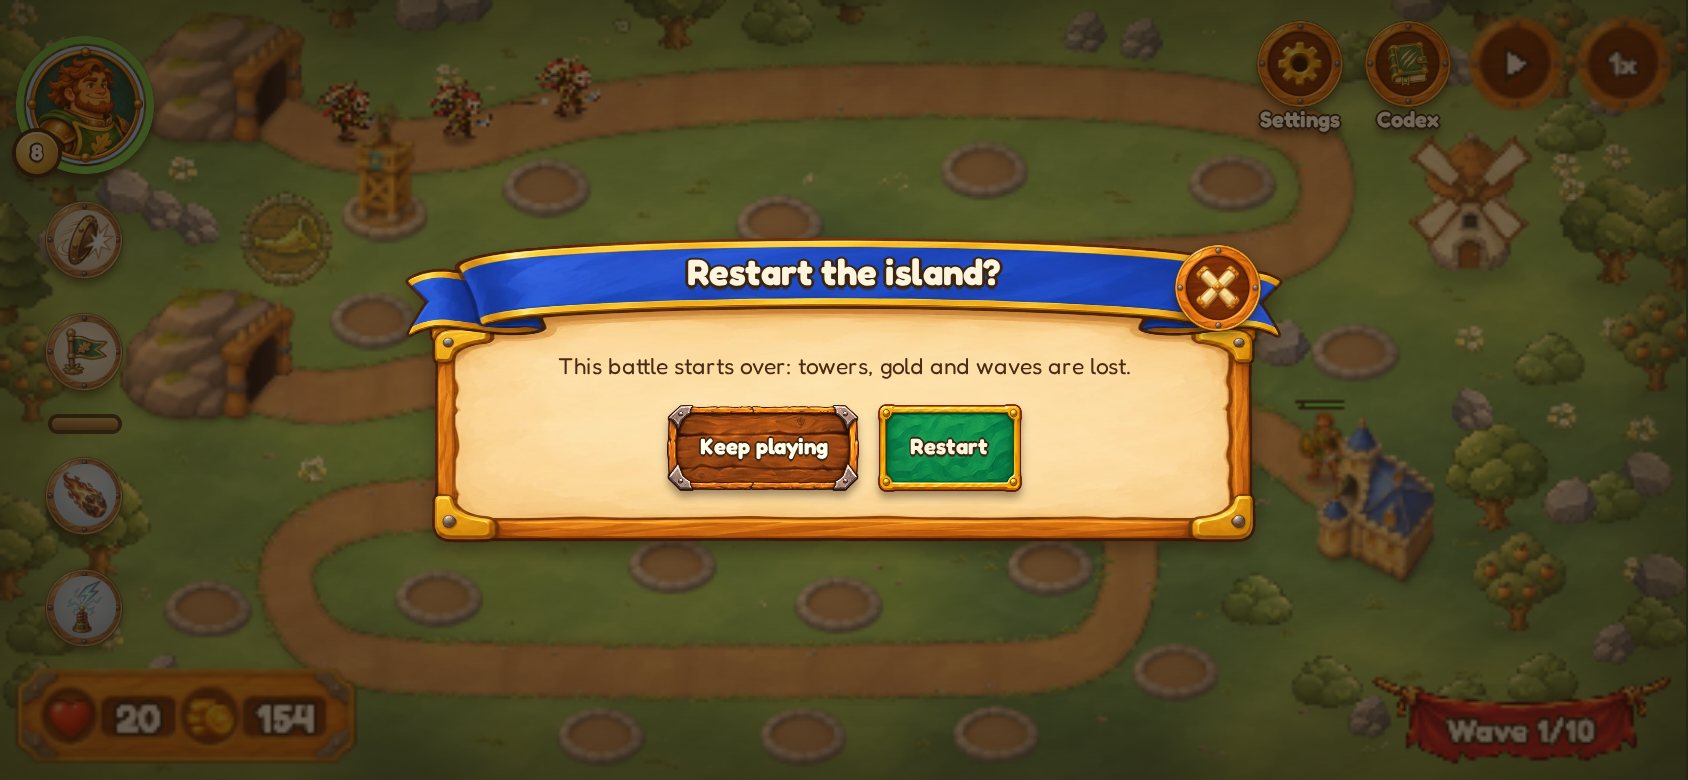 8
Settings
Codex
1x
Restart the island?
This battle starts over: towers, gold and waves are lost.
Keep playing
Restart
20
154
Wave 1/10